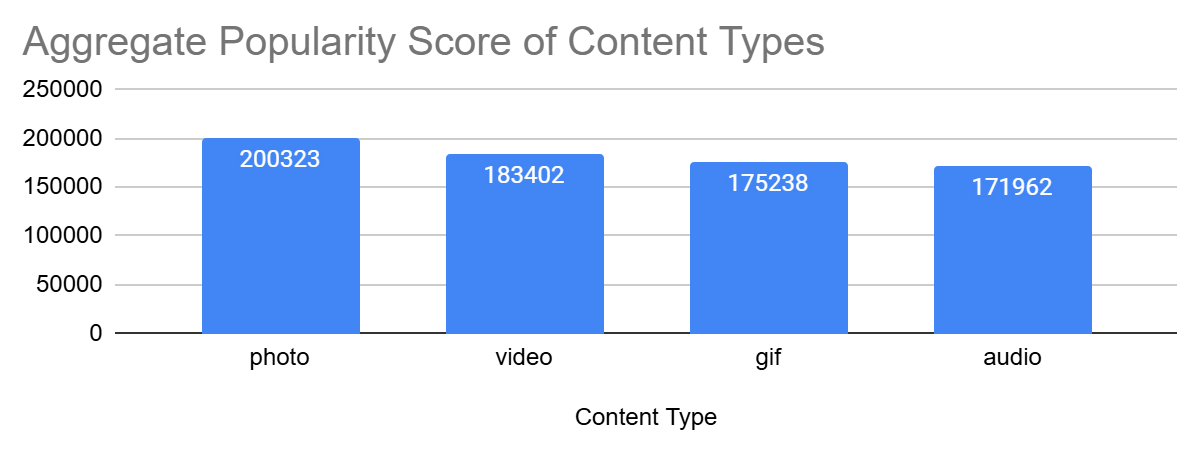 Aggregate Popularity Score of Content Types
250000
200000
150000
100000
50000
0
200323
183402
175238
171962
photo
video
gif
audio
Content Type